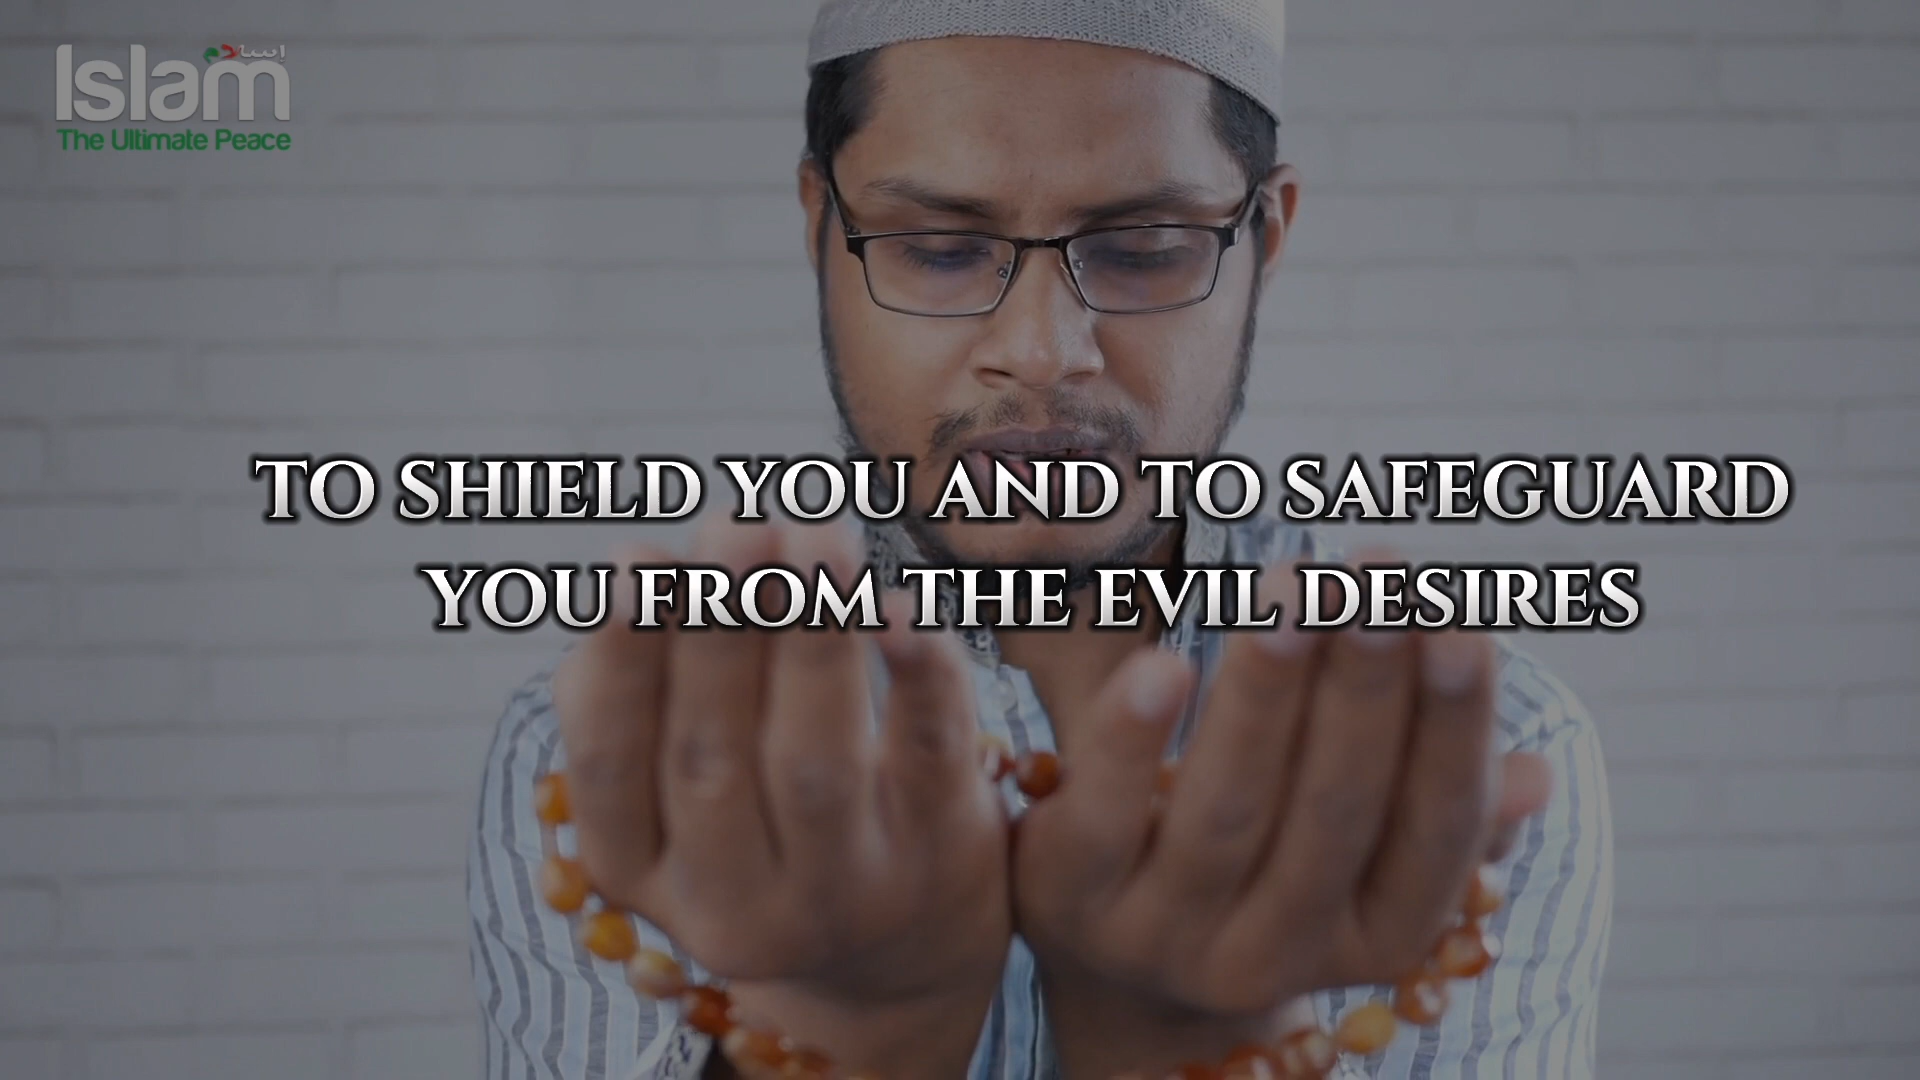 Islam
The Ultimate Peace
TO SHIELD YOU AND TO SAFEGUARD
YOU FROM THE EVIL DESIRES